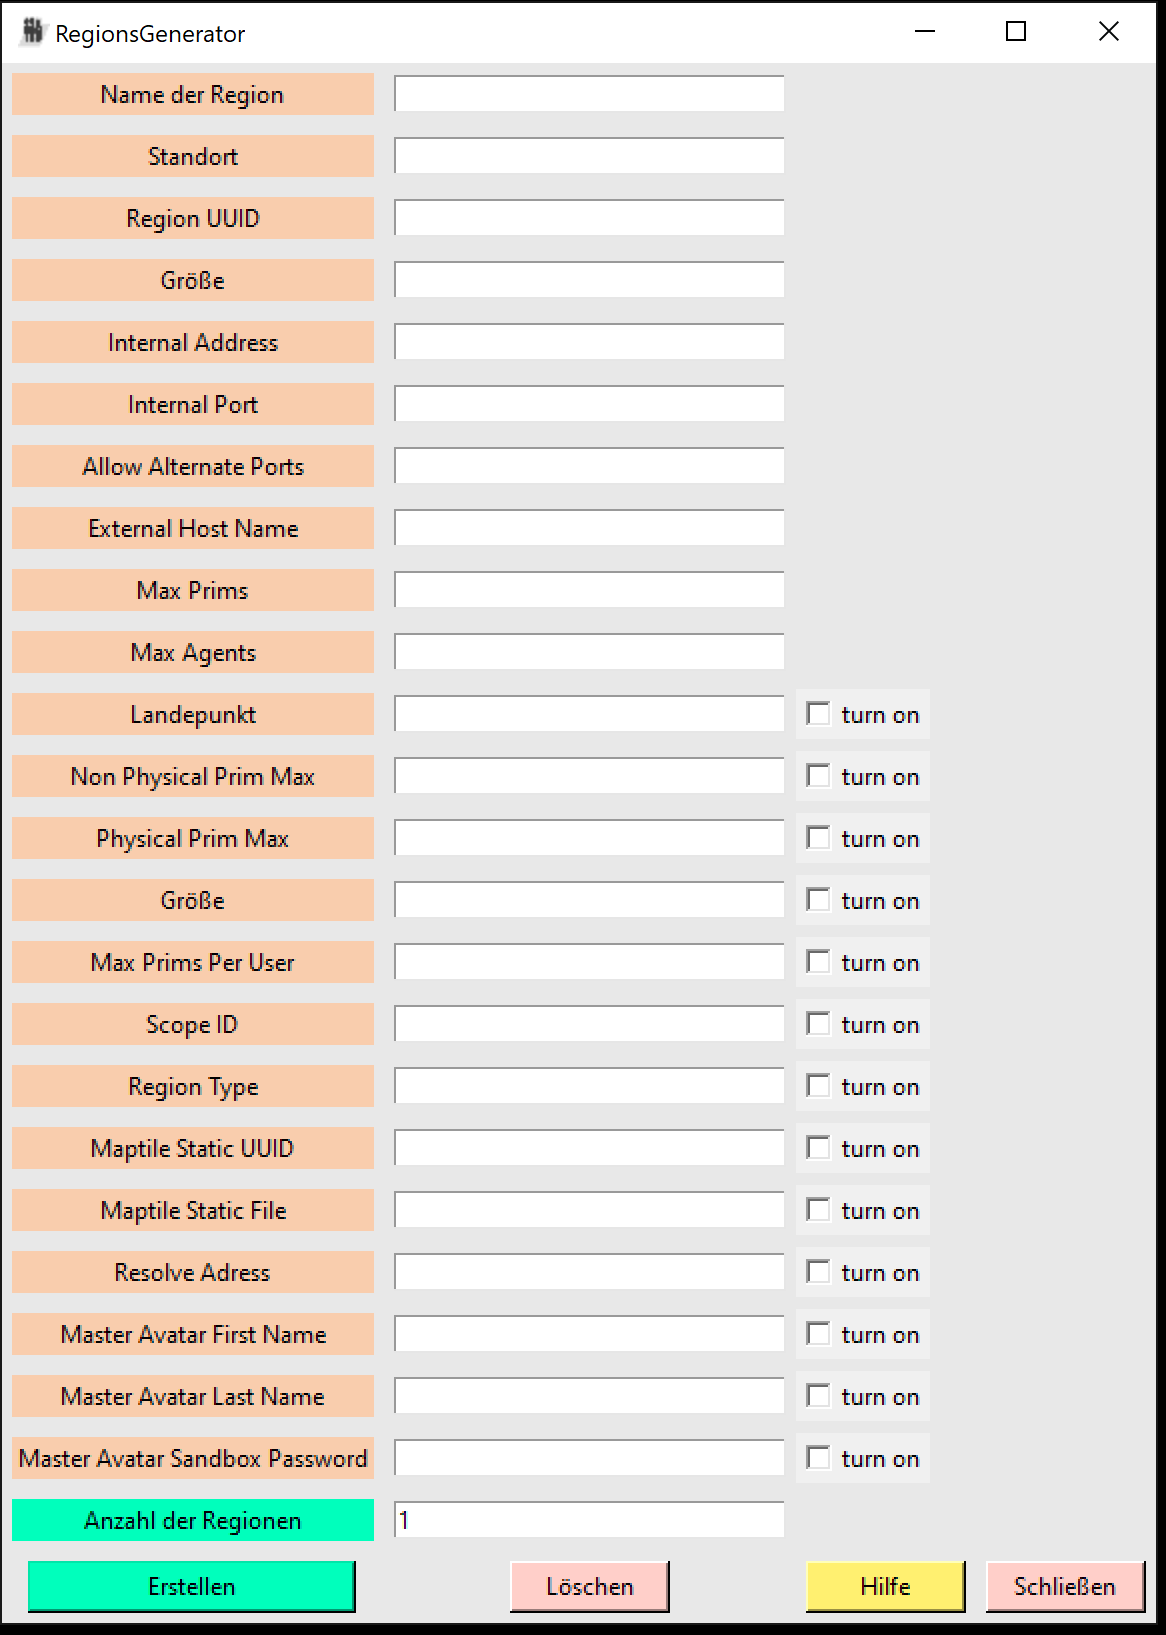 RegionsGenerator
Name der Region
Standort
Region UUID
Größe
Internal Address
Internal Port
Allow Alternate Ports
External Host Name
Max Prims
Max Agents
Landepunkt turn on
Non Physical Prim Max turn on
Physical Prim Max turn on
Größe turn on
Max Prims Per User turn on
Scope ID turn on
Region Type turn on
Maptile Static UUID turn on
Maptile Static File turn on
Resolve Adress turn on
Master Avatar First Name turn on
Master Avatar Last Name turn on
Master Avatar Sandbox Password turn on
Anzahl der Regionen 1
Erstellen Löschen Hilfe Schließen